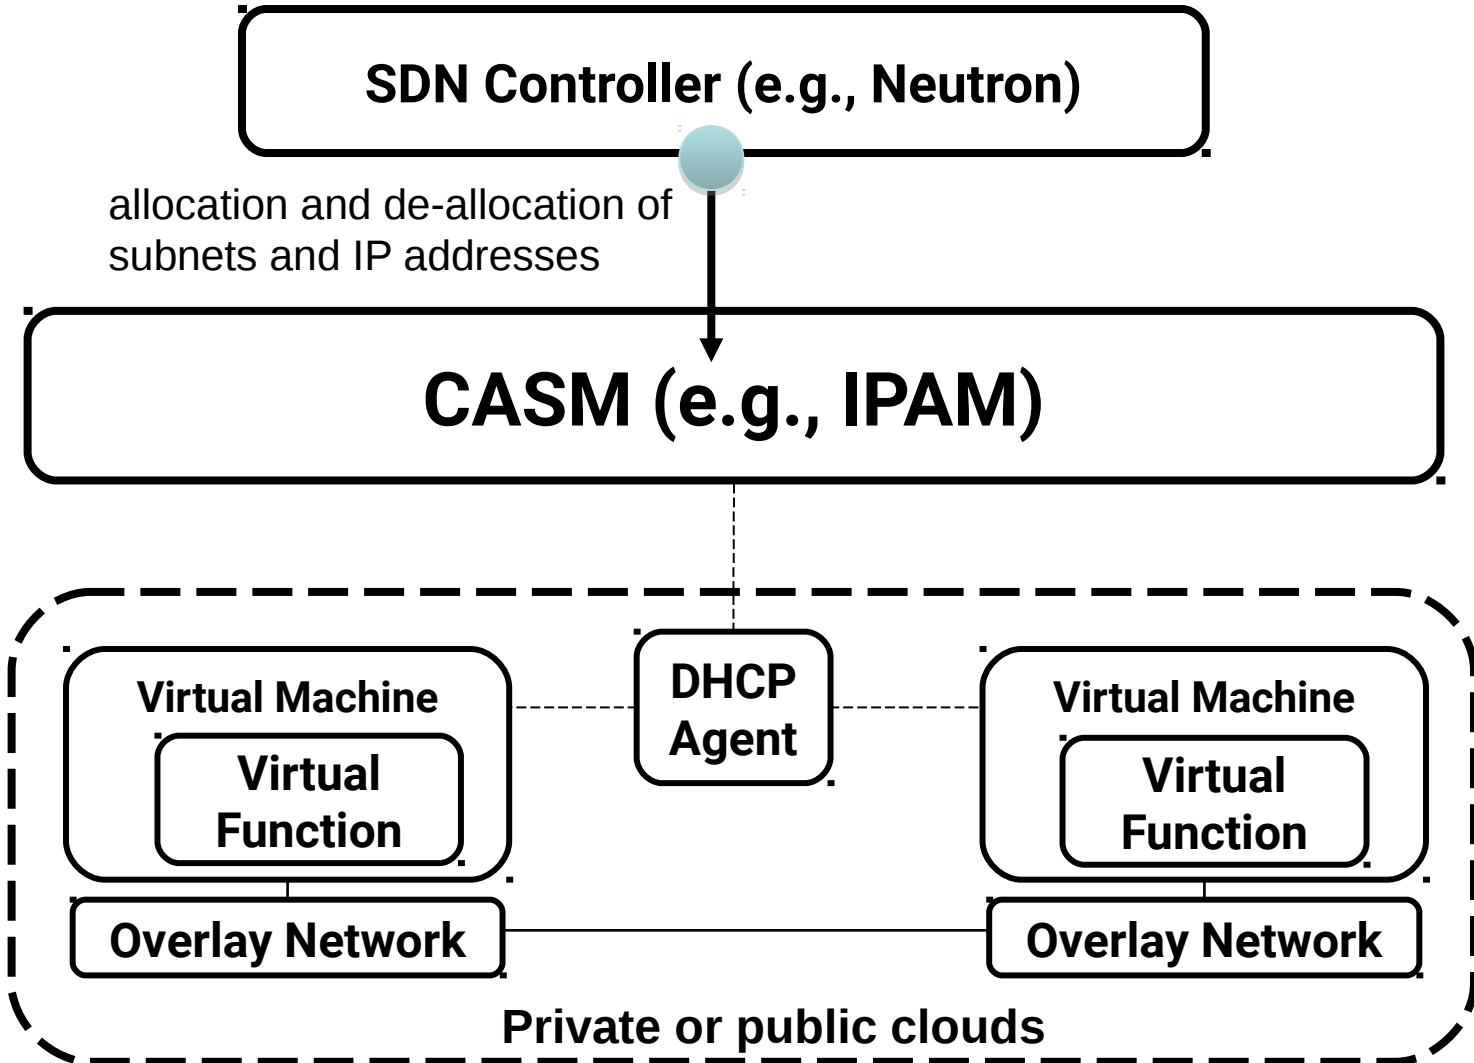 SDN Controller (e.g., Neutron)
allocation and de-allocation of
subnets and IP addresses
CASM (e.g., IPAM)
DHCP
Agent
Virtual Machine
Virtual
Function
Overlay Network
Virtual Machine
Virtual
Function
Overlay Network
Private or public clouds